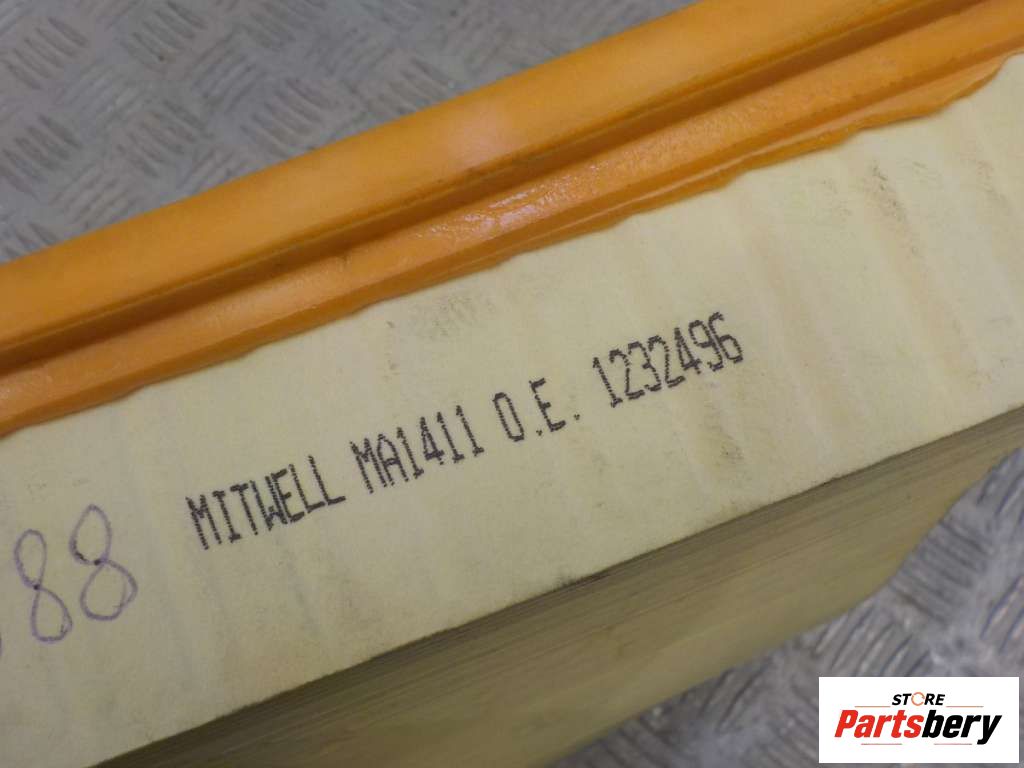 MITWELL MA1411 O.E. 1232496
88
STORE
Partsbery